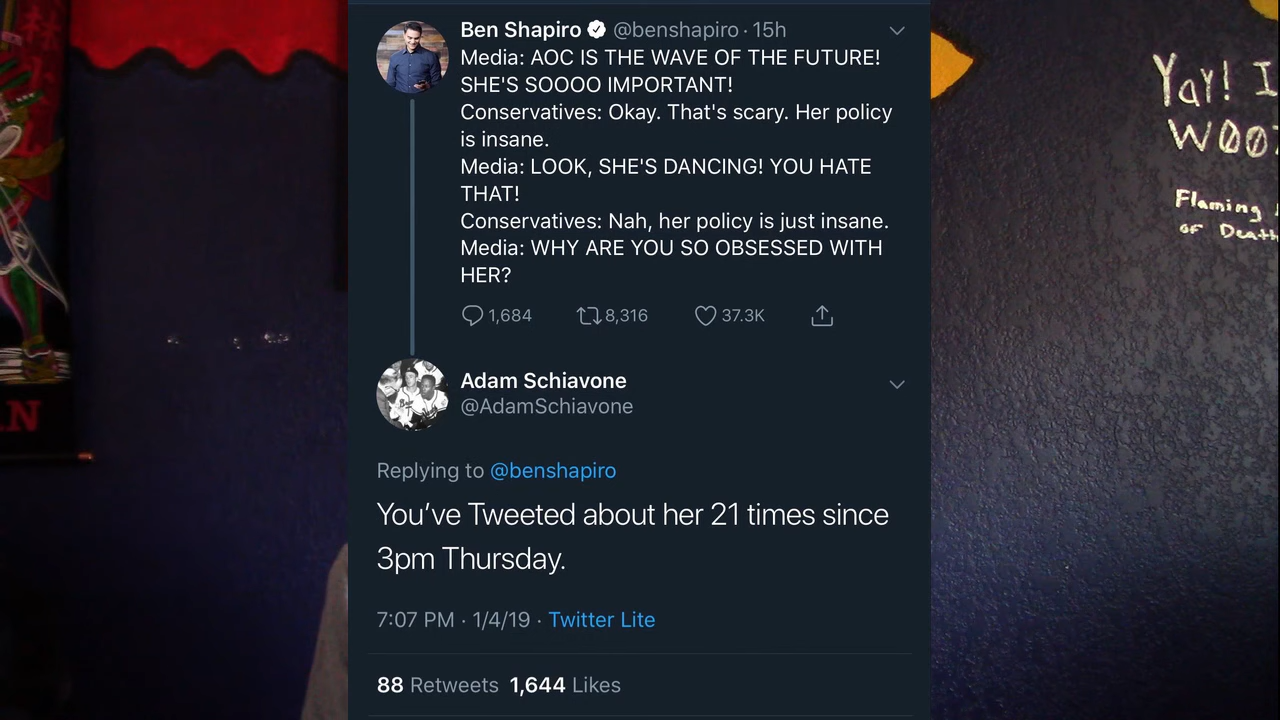 Ben Shapiro @benshapiro · 15h
Media: AOC IS THE WAVE OF THE FUTURE!
SHE'S SOOOO IMPORTANT!
Conservatives: Okay. That's scary. Her policy
is insane.
Media: LOOK, SHE'S DANCING! YOU HATE
THAT!
Conservatives: Nah, her policy is just insane.
Media: WHY ARE YOU SO OBSESSED WITH
HER?
1,684 8,316 37.3K
Adam Schiavone
@AdamSchiavone
Replying to @benshapiro
You've Tweeted about her 21 times since
3pm Thursday.
7:07 PM · 1/4/19 · Twitter Lite
88 Retweets 1,644 Likes
Yay! I
Flaming
of Death
AN